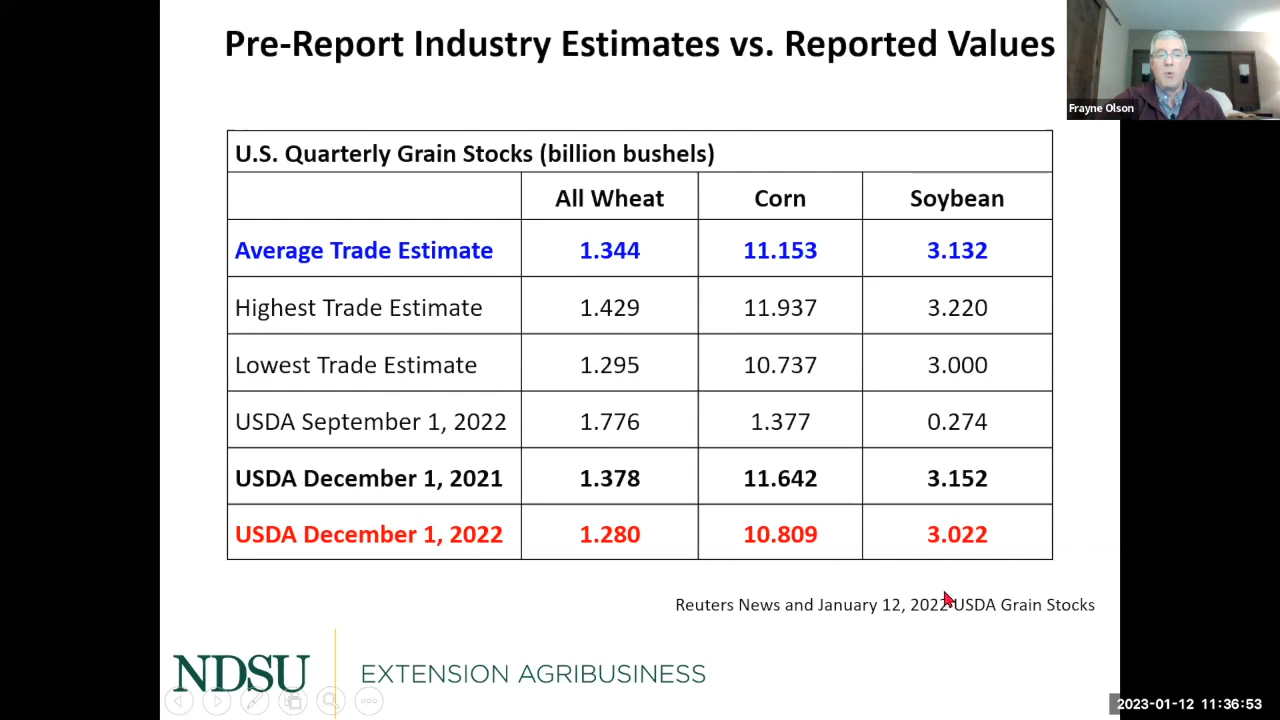 Pre-Report Industry Estimates vs. Reported Values
Frayne Olson
U.S. Quarterly Grain Stocks (billion bushels)
All Wheat Corn Soybean
Average Trade Estimate 1.344 11.153 3.132
Highest Trade Estimate 1.429 11.937 3.220
Lowest Trade Estimate 1.295 10.737 3.000
USDA September 1, 2022 1.776 1.377 0.274
USDA December 1, 2021 1.378 11.642 3.152
USDA December 1, 2022 1.280 10.809 3.022
Reuters News and January 12, 2022 USDA Grain Stocks
NDSU EXTENSION AGRIBUSINESS
2023-01-12 11:36:53